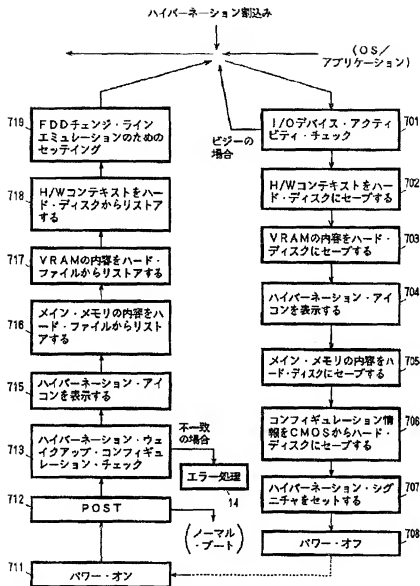 ハイバーネーション割込み
(OS/
アプリケーション)
719
FDDチェンジ・ライン
エミュレーションのための
セッティング
ビジーの
場合
I/Oデバイス・アクティ
ビティ・チェック
701
718
H/Wコンテキストをハー
ド・ディスクからリストア
する
H/Wコンテキストをハー
ド・ディスクにセーブする
702
717
VRAMの内容をハード・
ファイルからリストアする
VRAMの内容をハード・
ディスクにセーブする
703
716
メイン・メモリの内容をハ
ード・ファイルからリスト
アする
ハイバーネーション・アイ
コンを表示する
704
715
ハイバーネーション・アイ
コンを表示する
メイン・メモリの内容を
ハード・ディスクにセーブする
705
713
ハイバーネーション・ウェ
イクアップ・コンフィギュ
レーション・チェック
不一致の場合
エラー処理
14
コンフィギュレーション情
報をCMOSからハード・
ディスクにセーブする
706
712
POST
(ノーマル
・ブート)
ハイバーネーション・シグ
ニチャをセットする
707
711
パワー・オン
パワー・オフ
708